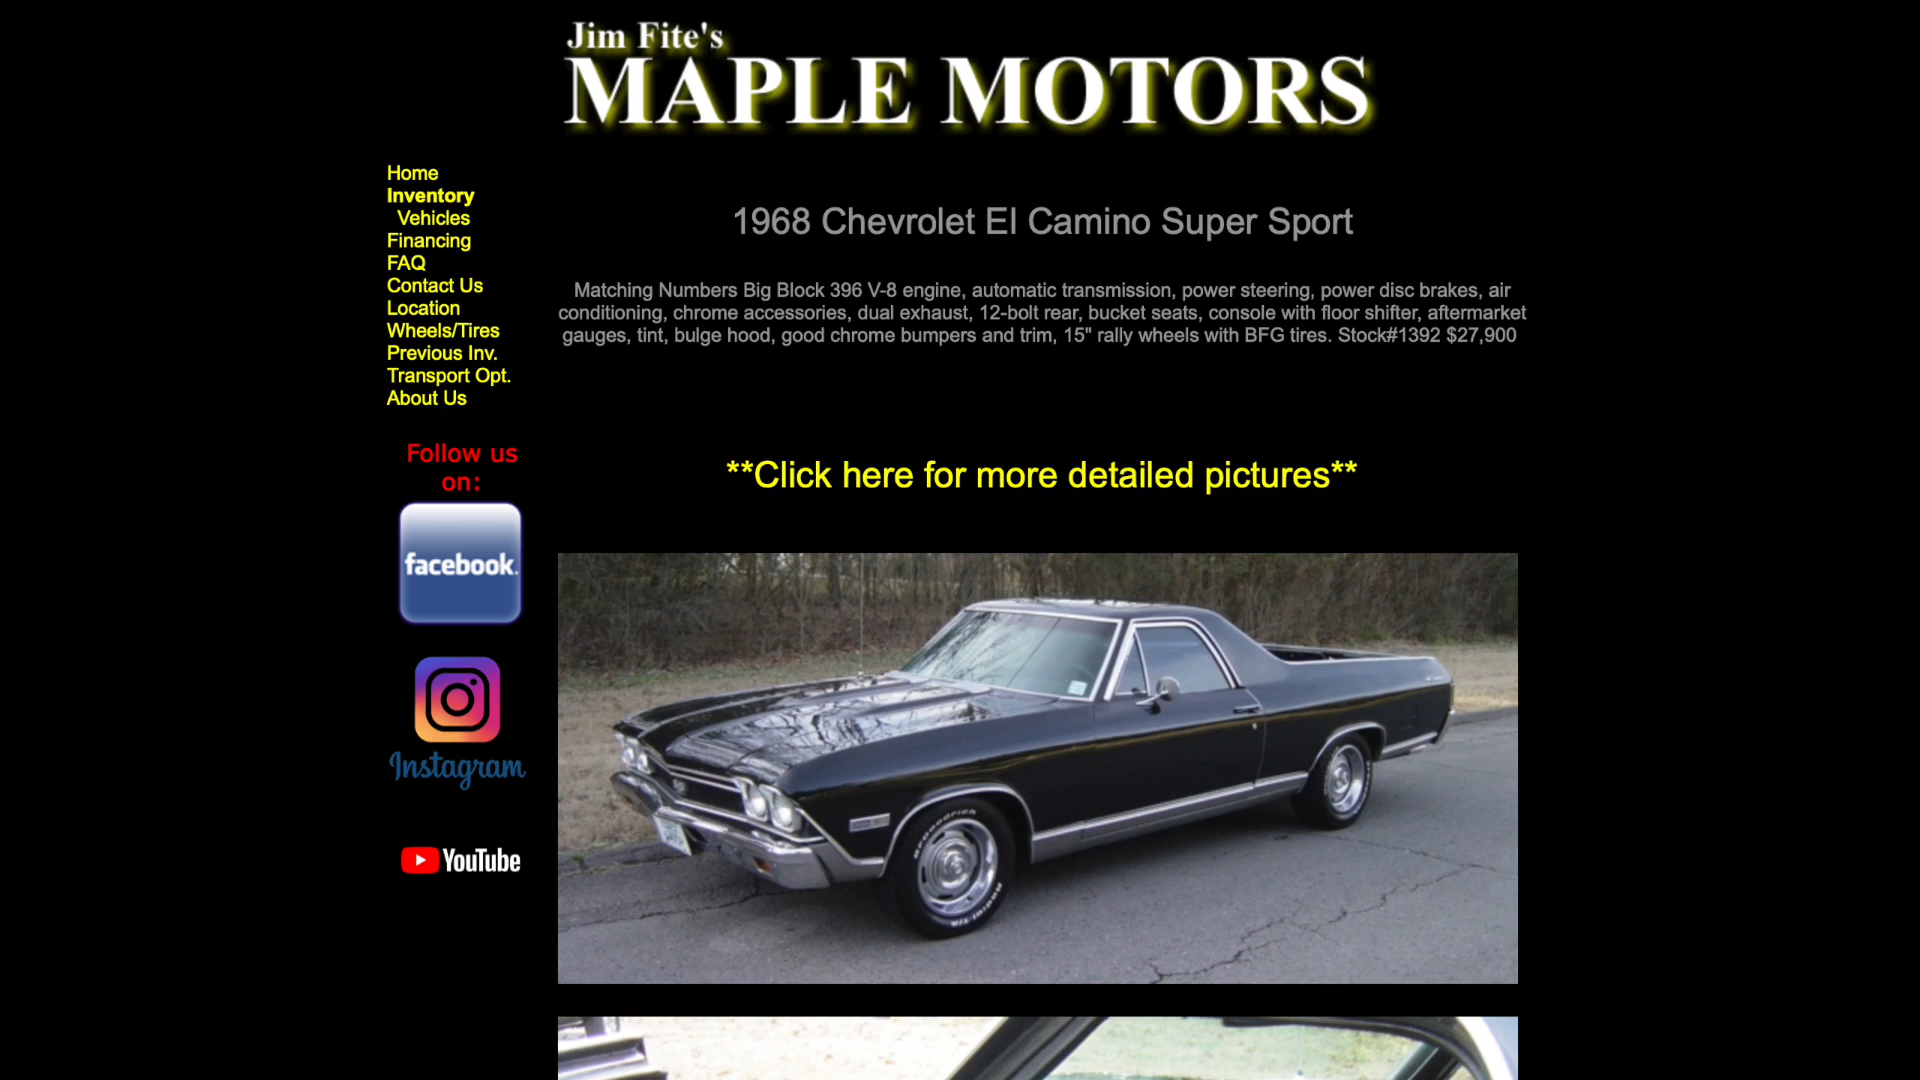 Jim Fite's
MAPLE MOTORS
Home
Inventory
Vehicles
Financing
FAQ
Contact Us
Location
Wheels/Tires
Previous Inv.
Transport Opt.
About Us
Follow us
on:
facebook.
Instagram
YouTube
1968 Chevrolet El Camino Super Sport
Matching Numbers Big Block 396 V-8 engine, automatic transmission, power steering, power disc brakes, air
conditioning, chrome accessories, dual exhaust, 12-bolt rear, bucket seats, console with floor shifter, aftermarket
gauges, tint, bulge hood, good chrome bumpers and trim, 15" rally wheels with BFG tires. Stock#1392 $27,900
**Click here for more detailed pictures**
BFGoodrich
Radial T/A